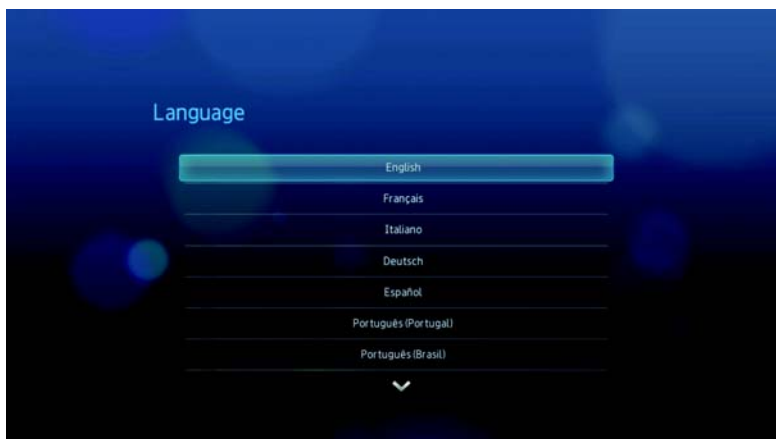 Language
English
Français
Italiano
Deutsch
Español
Português (Portugal)
Português (Brasil)